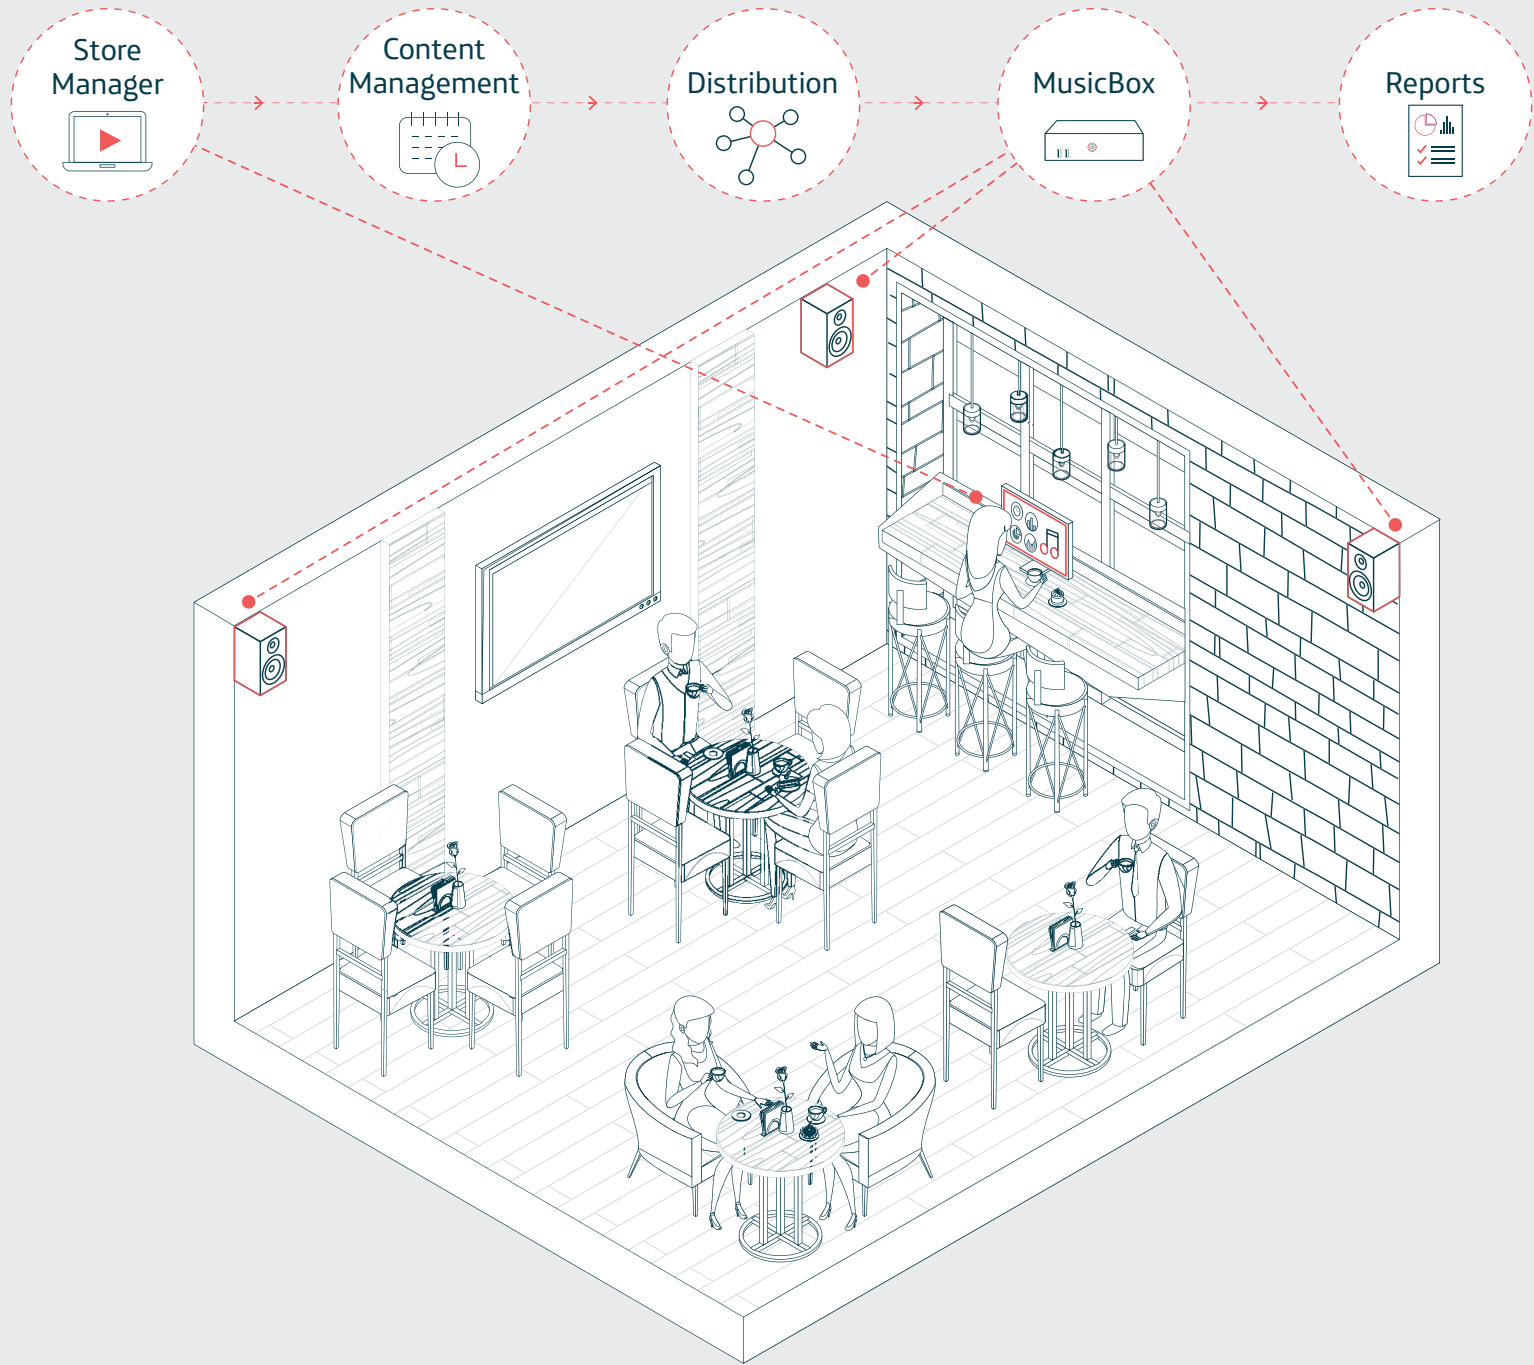 Store
Manager
Content
Management
Distribution
MusicBox
Reports